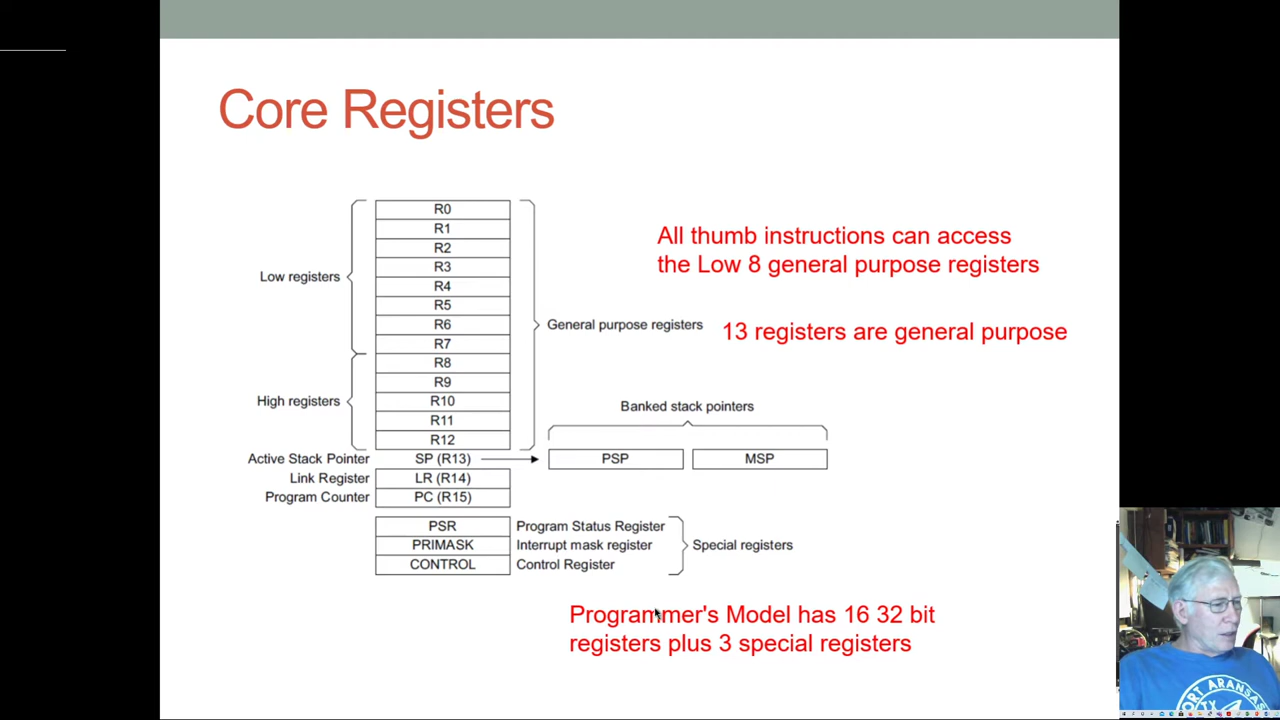 Core Registers
R0
R1
R2
R3
R4
R5
R6
R7
R8
R9
R10
R11
R12
Low registers
High registers
General purpose registers
All thumb instructions can access
the Low 8 general purpose registers
13 registers are general purpose
Banked stack pointers
Active Stack Pointer SP (R13) PSP MSP
Link Register LR (R14)
Program Counter PC (R15)
PSR Program Status Register
PRIMASK Interrupt mask register Special registers
CONTROL Control Register
Programmer's Model has 16 32 bit
registers plus 3 special registers
PORT ARANSAS
TX